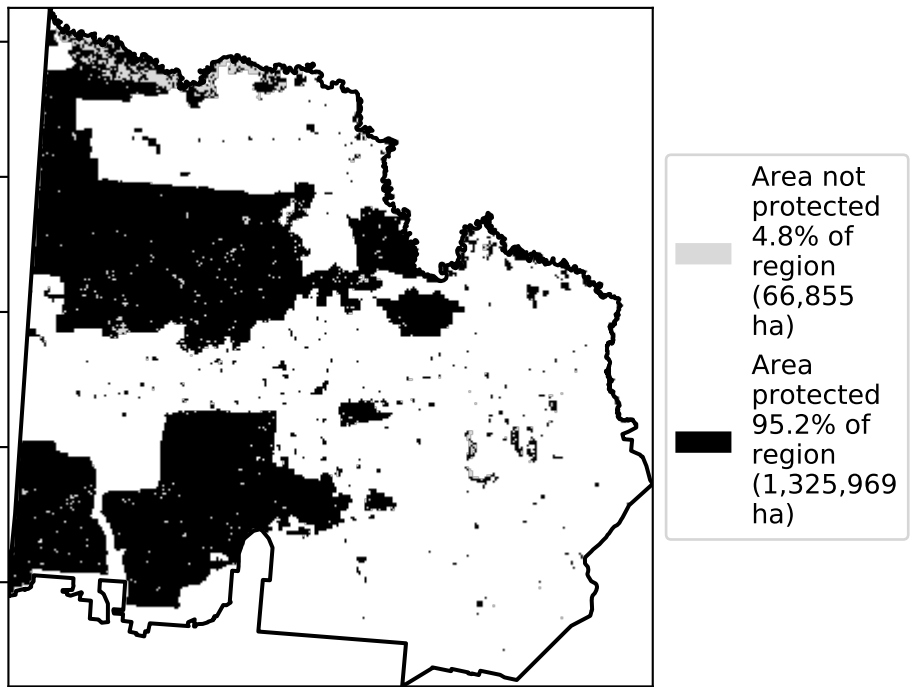 Area not
protected
4.8% of
region
(66,855
ha)
Area
protected
95.2% of
region
(1,325,969
ha)